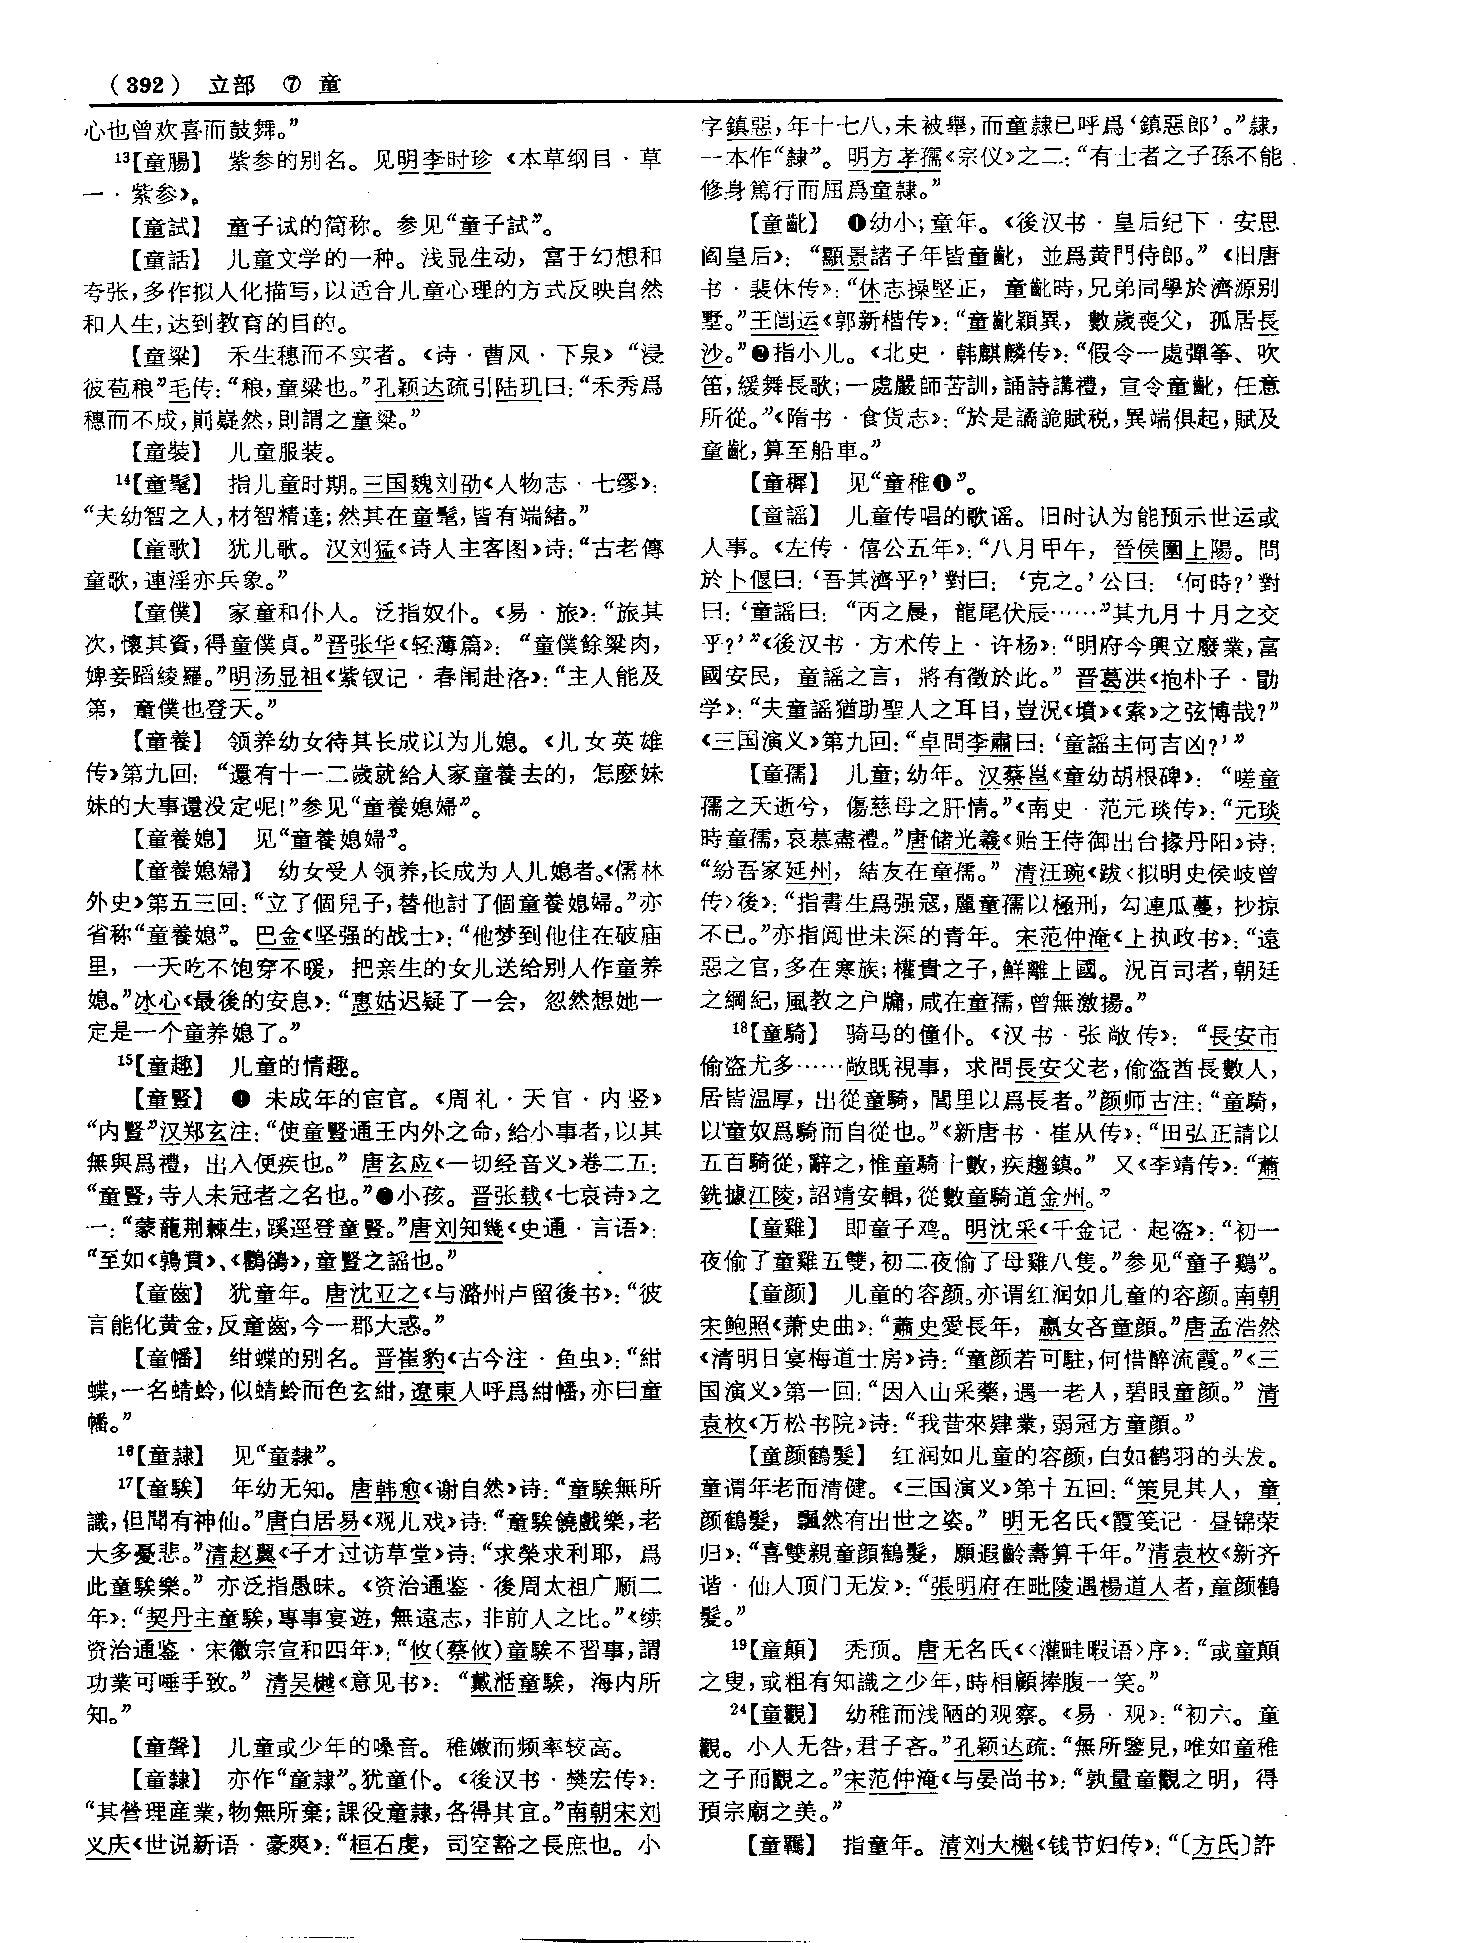 (392) 立部 ⑦ 童
心也曾欢喜而鼓舞。”
13【童腸】 紫参的别名。见明李时珍《本草纲目·草
一·紫参》。
【童試】 童子试的简称。参见“童子試”。
【童話】 儿童文学的一种。浅显生动，富于幻想和
夸张，多作拟人化描写，以适合儿童心理的方式反映自然
和人生，达到教育的目的。
【童粱】 禾生穗而不实者。《诗·曹风·下泉》“浸
彼苞稂”毛传：“稂，童粱也。”孔颖达疏引陆玑曰：“禾秀爲
穗而不成，崱嶷然，則謂之童粱。”
【童裝】 儿童服装。
14【童髦】 指儿童时期。三国魏刘劭《人物志·七缪》：
“夫幼智之人，材智精達；然其在童髦，皆有端緒。”
【童歌】 犹儿歌。汉刘猛《诗人主客图》诗：“古老傳
童歌，連淫亦兵象。”
【童僕】 家童和仆人。泛指奴仆。《易·旅》：“旅其
次，懷其資，得童僕貞。”晋张华《轻薄篇》：“童僕餘粱肉，
婢妾蹈綾羅。”明汤显祖《紫钗记·春闱赴洛》：“主人能及
第，童僕也登天。”
【童養】 领养幼女待其长成以为儿媳。《儿女英雄
传》第九回：“還有十一二歲就給人家童養去的，怎麽妹
妹的大事還没定呢！”参见“童養媳婦”。
【童養媳】 见“童養媳婦”。
【童養媳婦】 幼女受人领养，长成为人儿媳者。《儒林
外史》第五三回：“立了個兒子，替他討了個童養媳婦。”亦
省称“童養媳”。巴金《坚强的战士》：“他梦到他住在破庙
里，一天吃不饱穿不暖，把亲生的女儿送给别人作童养
媳。”冰心《最後的安息》：“惠姑迟疑了一会，忽然想她一
定是一个童养媳了。”
15【童趣】 儿童的情趣。
【童豎】 ❶ 未成年的宦官。《周礼·天官·内竖》
“内豎”汉郑玄注：“使童豎通王内外之命，給小事者，以其
無與爲禮，出入便疾也。”唐玄应《一切经音义》卷二五：
“童豎，寺人未冠者之名也。”❷小孩。晋张载《七哀诗》之
一：“蒙蘢荆棘生，蹊逕登童豎。”唐刘知幾《史通·言语》：
“至如《鶉賁》、《鸜鵒》，童豎之謡也。”
【童齒】 犹童年。唐沈亚之《与潞州卢留後书》：“彼
言能化黄金，反童齒，今一郡大惑。”
【童幡】 绀蝶的别名。晋崔豹《古今注·鱼虫》：“紺
蝶，一名蜻蛉，似蜻蛉而色玄紺，遼東人呼爲紺幡，亦曰童
幡。”
16【童隷】 见“童隸”。
17【童騃】 年幼无知。唐韩愈《谢自然》诗：“童騃無所
識，但聞有神仙。”唐白居易《观儿戏》诗：“童騃饒戲樂，老
大多憂悲。”清赵翼《子才过访草堂》诗：“求榮求利耶，爲
此童騃樂。”亦泛指愚昧。《资治通鉴·後周太祖广顺二
年》：“契丹主童騃，專事宴遊，無遠志，非前人之比。”《续
资治通鉴·宋徽宗宣和四年》：“攸（蔡攸）童騃不習事，謂
功業可唾手致。”清吴樾《意见书》：“戴湉童騃，海内所
知。”
【童聲】 儿童或少年的嗓音。稚嫩而频率较高。
【童隸】 亦作“童隷”。犹童仆。《後汉书·樊宏传》：
“其營理産業，物無所棄；課役童隸，各得其宜。”南朝宋刘
义庆《世说新语·豪爽》：“桓石虔，司空豁之長庶也。小
字鎮惡，年十七八，未被舉，而童隷已呼爲‘鎮惡郎’。”隷，
一本作“隸”。明方孝孺《宗仪》之二：“有士者之子孫不能
修身篤行而屈爲童隷。”
【童齔】 ❶幼小；童年。《後汉书·皇后纪下·安思
阎皇后》：“顯景諸子年皆童齔，並爲黄門侍郎。”《旧唐
书·裴休传》：“休志操堅正，童齔時，兄弟同學於濟源别
墅。”王闿运《郭新楷传》：“童齔穎異，數歲喪父，孤居長
沙。”❷指小儿。《北史·韩麒麟传》：“假令一處彈筝、吹
笛，緩舞長歌；一處嚴師苦訓，誦詩講禮，宣令童齔，任意
所從。”《隋书·食货志》：“於是譎詭賦税，異端俱起，賦及
童齔，算至船車。”
【童穉】 见“童稚❶”。
【童謡】 儿童传唱的歌谣。旧时认为能预示世运或
人事。《左传·僖公五年》：“八月甲午，晉侯圍上陽。問
於卜偃曰：‘吾其濟乎？’對曰：‘克之。’公曰：‘何時？’對
曰：‘童謡曰：“丙之晨，龍尾伏辰……”其九月十月之交
乎？’”《後汉书·方术传上·许杨》：“明府今興立廢業，富
國安民，童謡之言，將有徵於此。”晋葛洪《抱朴子·勖
学》：“夫童謡猶助聖人之耳目，豈況《墳》《索》之弦博哉？”
《三国演义》第九回：“卓問李肅曰：‘童謡主何吉凶？’”
【童孺】 儿童；幼年。汉蔡邕《童幼胡根碑》：“嗟童
孺之夭逝兮，傷慈母之肝情。”《南史·范元琰传》：“元琰
時童孺，哀慕盡禮。”唐储光羲《贻王侍御出台掾丹阳》诗：
“紛吾家延州，結友在童孺。”清汪琬《跋〈拟明史侯岐曾
传〉後》：“指書生爲强寇，麗童孺以極刑，勾連瓜蔓，抄掠
不已。”亦指阅世未深的青年。宋范仲淹《上执政书》：“遠
惡之官，多在寒族；權貴之子，鮮離上國。況百司者，朝廷
之綱紀，風教之户牖，咸在童孺，曾無激揚。”
18【童騎】 骑马的僮仆。《汉书·张敞传》：“長安市
偷盗尤多……敞既視事，求問長安父老，偷盗酋長數人，
居皆温厚，出從童騎，閭里以爲長者。”颜师古注：“童騎，
以童奴爲騎而自從也。”《新唐书·崔从传》：“田弘正請以
五百騎從，辭之，惟童騎十數，疾趨鎮。”又《李靖传》：“蕭
銑據江陵，詔靖安輯，從數童騎道金州。”
【童雞】 即童子鸡。明沈采《千金记·起盗》：“初一
夜偷了童雞五雙，初二夜偷了母雞八隻。”参见“童子鷄”。
【童颜】 儿童的容颜。亦谓红润如儿童的容颜。南朝
宋鲍照《萧史曲》：“蕭史愛長年，嬴女吝童顔。”唐孟浩然
《清明日宴梅道士房》诗：“童颜若可駐，何惜醉流霞。”《三
国演义》第一回：“因入山采藥，遇一老人，碧眼童颜。”清
袁枚《万松书院》诗：“我昔來肄業，弱冠方童顔。”
【童颜鶴髮】 红润如儿童的容颜，白如鹤羽的头发。
童谓年老而清健。《三国演义》第十五回：“策見其人，童
颜鶴髮，飄然有出世之姿。”明无名氏《霞笺记·昼锦荣
归》：“喜雙親童顔鶴髮，願遐齡壽算千年。”清袁枚《新齐
谐·仙人顶门无发》：“張明府在毗陵遇楊道人者，童颜鶴
髮。”
19【童顛】 秃顶。唐无名氏《〈灌畦暇语〉序》：“或童顛
之叟，或粗有知識之少年，時相顧捧腹一笑。”
24【童觀】 幼稚而浅陋的观察。《易·观》：“初六。童
觀。小人无咎，君子吝。”孔颖达疏：“無所鑒見，唯如童稚
之子而觀之。”宋范仲淹《与晏尚书》：“孰量童觀之明，得
預宗廟之美。”
【童羈】 指童年。清刘大櫆《钱节妇传》：“〔方氏〕許